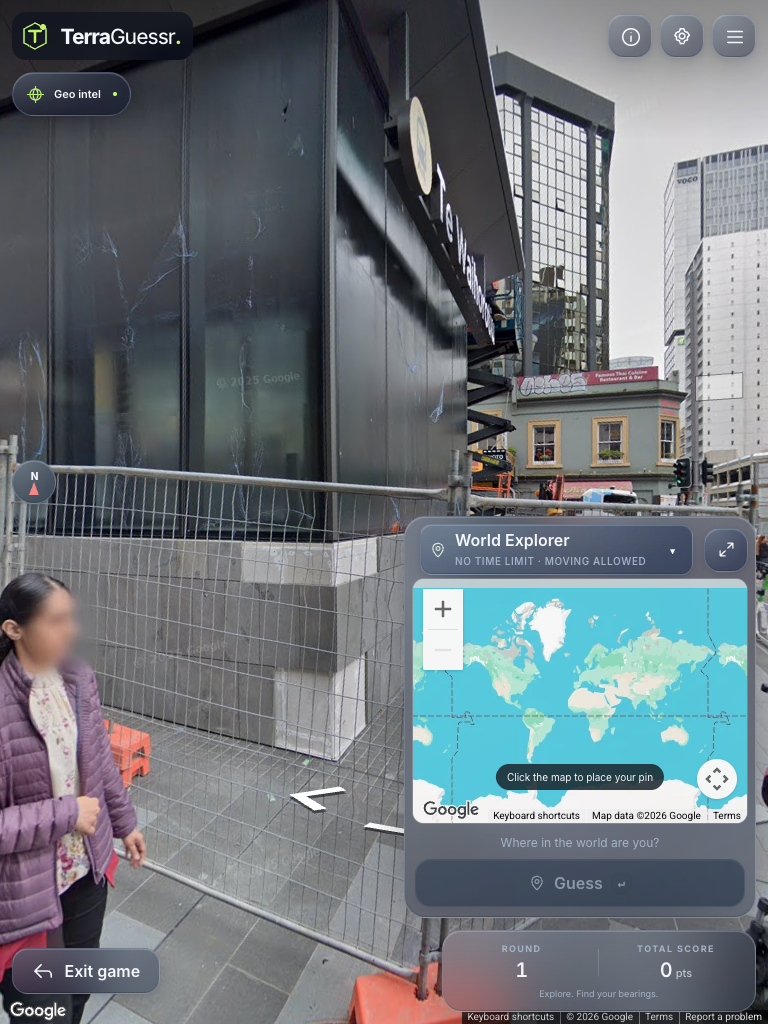 TerraGuessr.
Geo intel
voco
© 2025 Google
Famous Thai Cuisine
Restaurant & Bar
N
World Explorer
NO TIME LIMIT · MOVING ALLOWED
Click the map to place your pin
Google
Keyboard shortcuts
Map data ©2026 Google
Terms
Where in the world are you?
Guess
Exit game
ROUND
1
TOTAL SCORE
0 pts
Explore. Find your bearings.
Google
Keyboard shortcuts
© 2026 Google
Terms
Report a problem